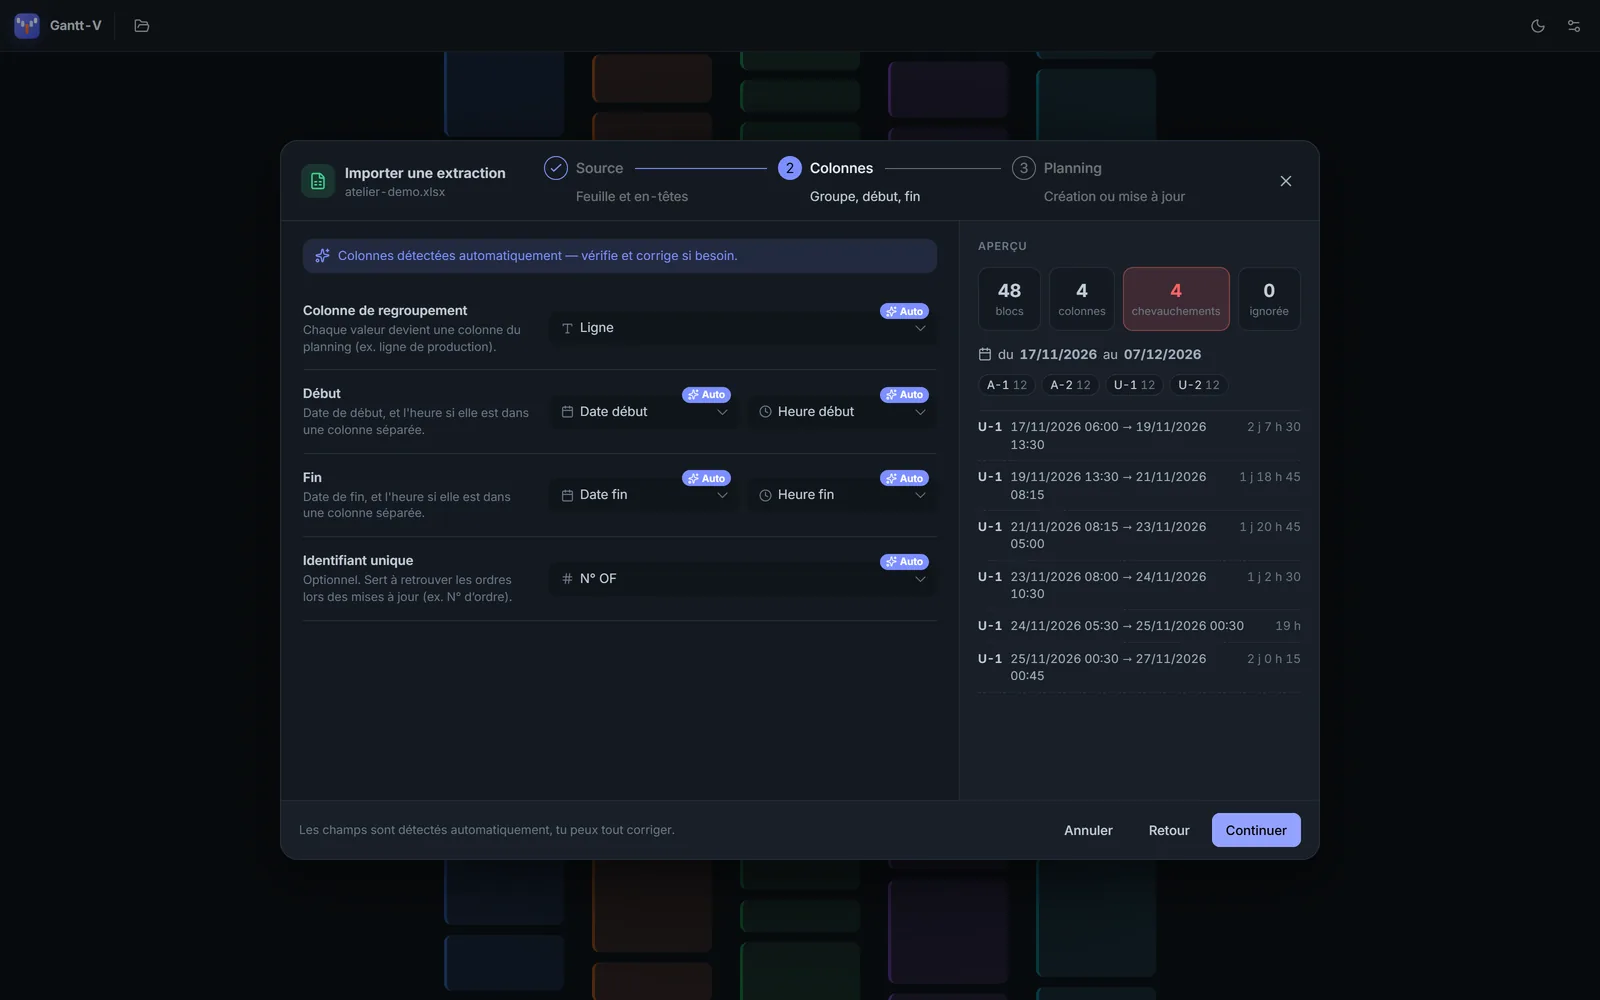 Gantt-V
Importer une extraction
atelier-demo.xlsx
Source
Feuille et en-têtes
2
Colonnes
Groupe, début, fin
3
Planning
Création ou mise à jour
Colonnes détectées automatiquement — vérifie et corrige si besoin.
Colonne de regroupement
Chaque valeur devient une colonne du
planning (ex. ligne de production).
Auto
Ligne
Début
Date de début, et l'heure si elle est dans
une colonne séparée.
Auto
Date début
Auto
Heure début
Fin
Date de fin, et l'heure si elle est dans
une colonne séparée.
Auto
Date fin
Auto
Heure fin
Identifiant unique
Optionnel. Sert à retrouver les ordres
lors des mises à jour (ex. N° d'ordre).
Auto
N° OF
APERÇU
48
blocs
4
colonnes
4
chevauchements
0
ignorée
du 17/11/2026 au 07/12/2026
A-1 12
A-2 12
U-1 12
U-2 12
U-1 17/11/2026 06:00 → 19/11/2026 2 j 7 h 30
13:30
U-1 19/11/2026 13:30 → 21/11/2026 1 j 18 h 45
08:15
U-1 21/11/2026 08:15 → 23/11/2026 1 j 20 h 45
05:00
U-1 23/11/2026 08:00 → 24/11/2026 1 j 2 h 30
10:30
U-1 24/11/2026 05:30 → 25/11/2026 00:30 19 h
U-1 25/11/2026 00:30 → 27/11/2026 2 j 0 h 15
00:45
Les champs sont détectés automatiquement, tu peux tout corriger.
Annuler
Retour
Continuer